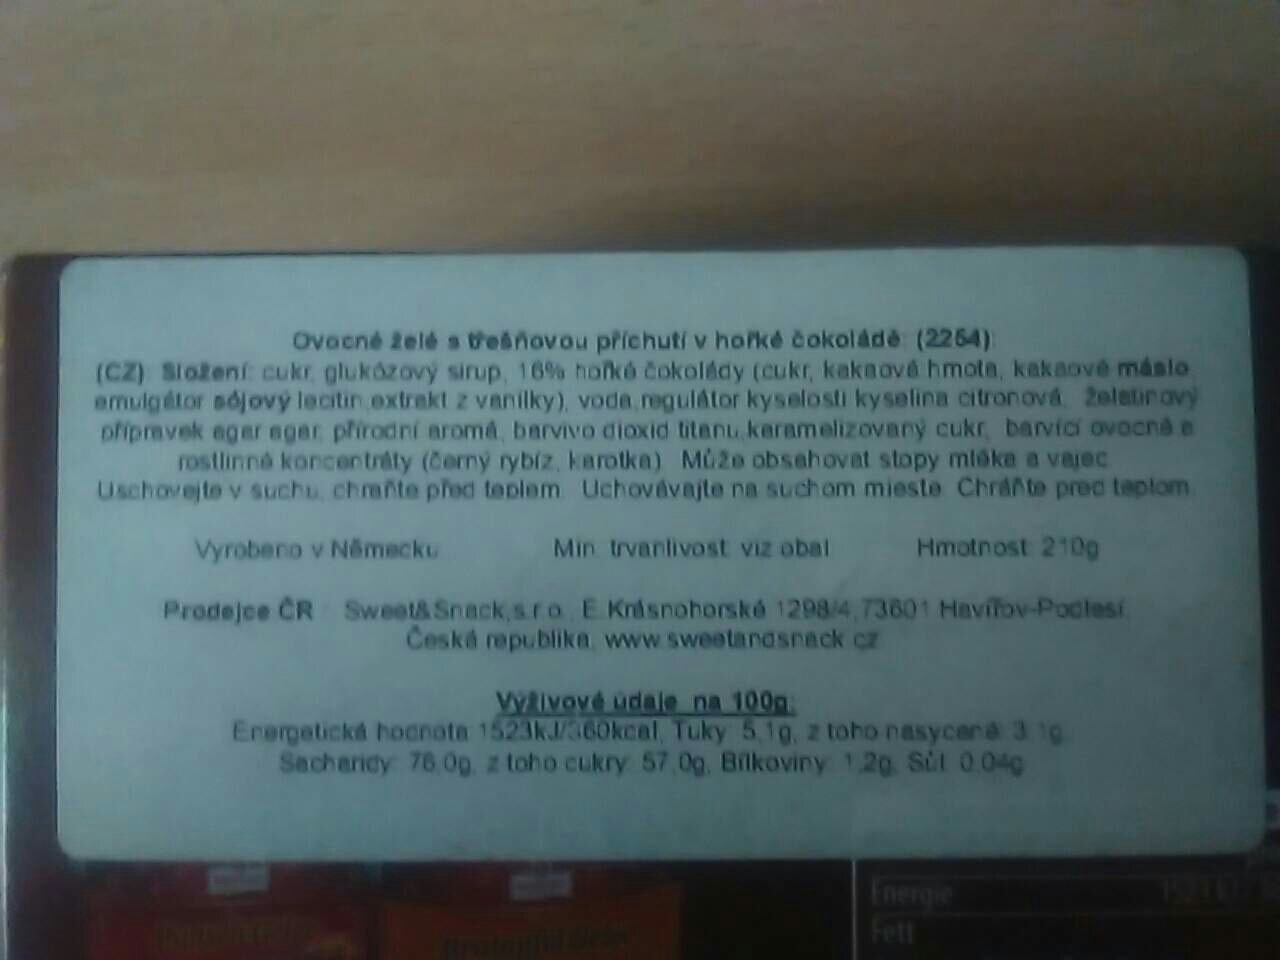 Ovocné želé s třešňovou příchutí v hořké čokoládě (2254):
(CZ) Složení: cukr, glukózový sirup, 16% hořké čokolády (cukr, kakaová hmota, kakaové máslo,
emulgátor sójový lecitin,extrakt z vanilky), voda,regulátor kyselosti kyselina citronová, želatinový
přípravek agar agar, přírodní aroma, barvivo dioxid titanu,karamelizovaný cukr, barvící ovocné a
rostlinné koncentráty (černý rybíz, karotka). Může obsahovat stopy mléka a vajec.
Uschovejte v suchu, chraňte před teplem. Uchovávajte na suchom mieste. Chráňte pred teplom.
Vyrobeno v Německu Min. trvanlivost: viz obal Hmotnost: 210g
Prodejce ČR : Sweet&Snack,s.r.o., E.Krásnohorské 1298/4,73601 Havířov-Podlesí,
Česká republika, www.sweetandsnack.cz
Výživové údaje na 100g:
Energetická hodnota: 1523kJ/360kcal, Tuky: 5,1g, z toho nasycené: 3,1g,
Sacharidy: 76,0g, z toho cukry: 57,0g, Bílkoviny: 1,2g, Sůl: 0,04g
Energie
Fett